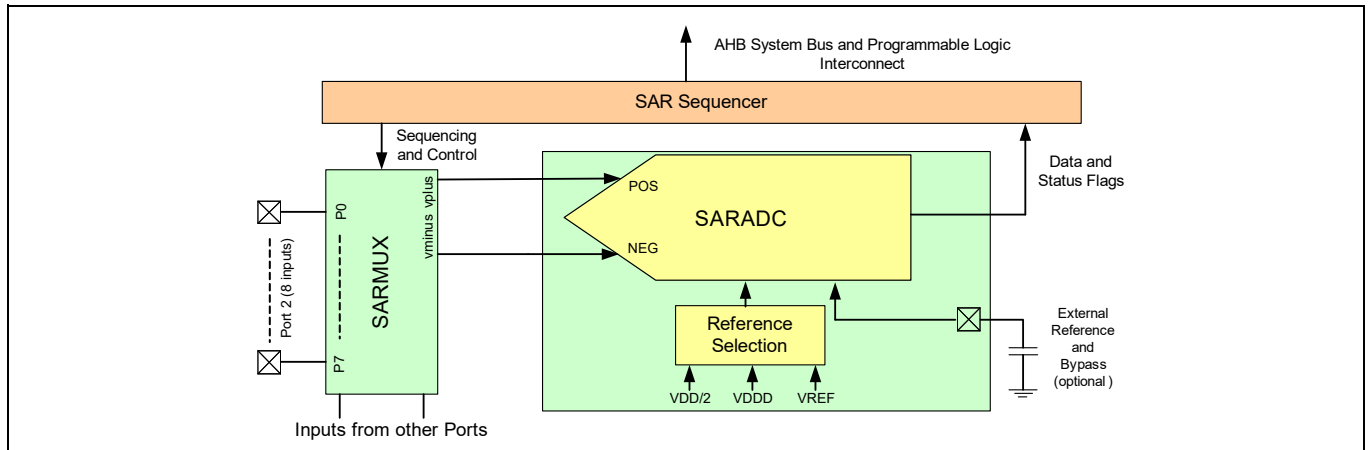 AHB System Bus and Programmable Logic
Interconnect
SAR Sequencer
Sequencing
and Control
Data and
Status Flags
vminus vplus
POS
SARADC
NEG
P0
Port 2 (8 inputs)
SARMUX
P7
Reference
Selection
External
Reference
and
Bypass
(optional )
VDD/2 VDDD VREF
Inputs from other Ports